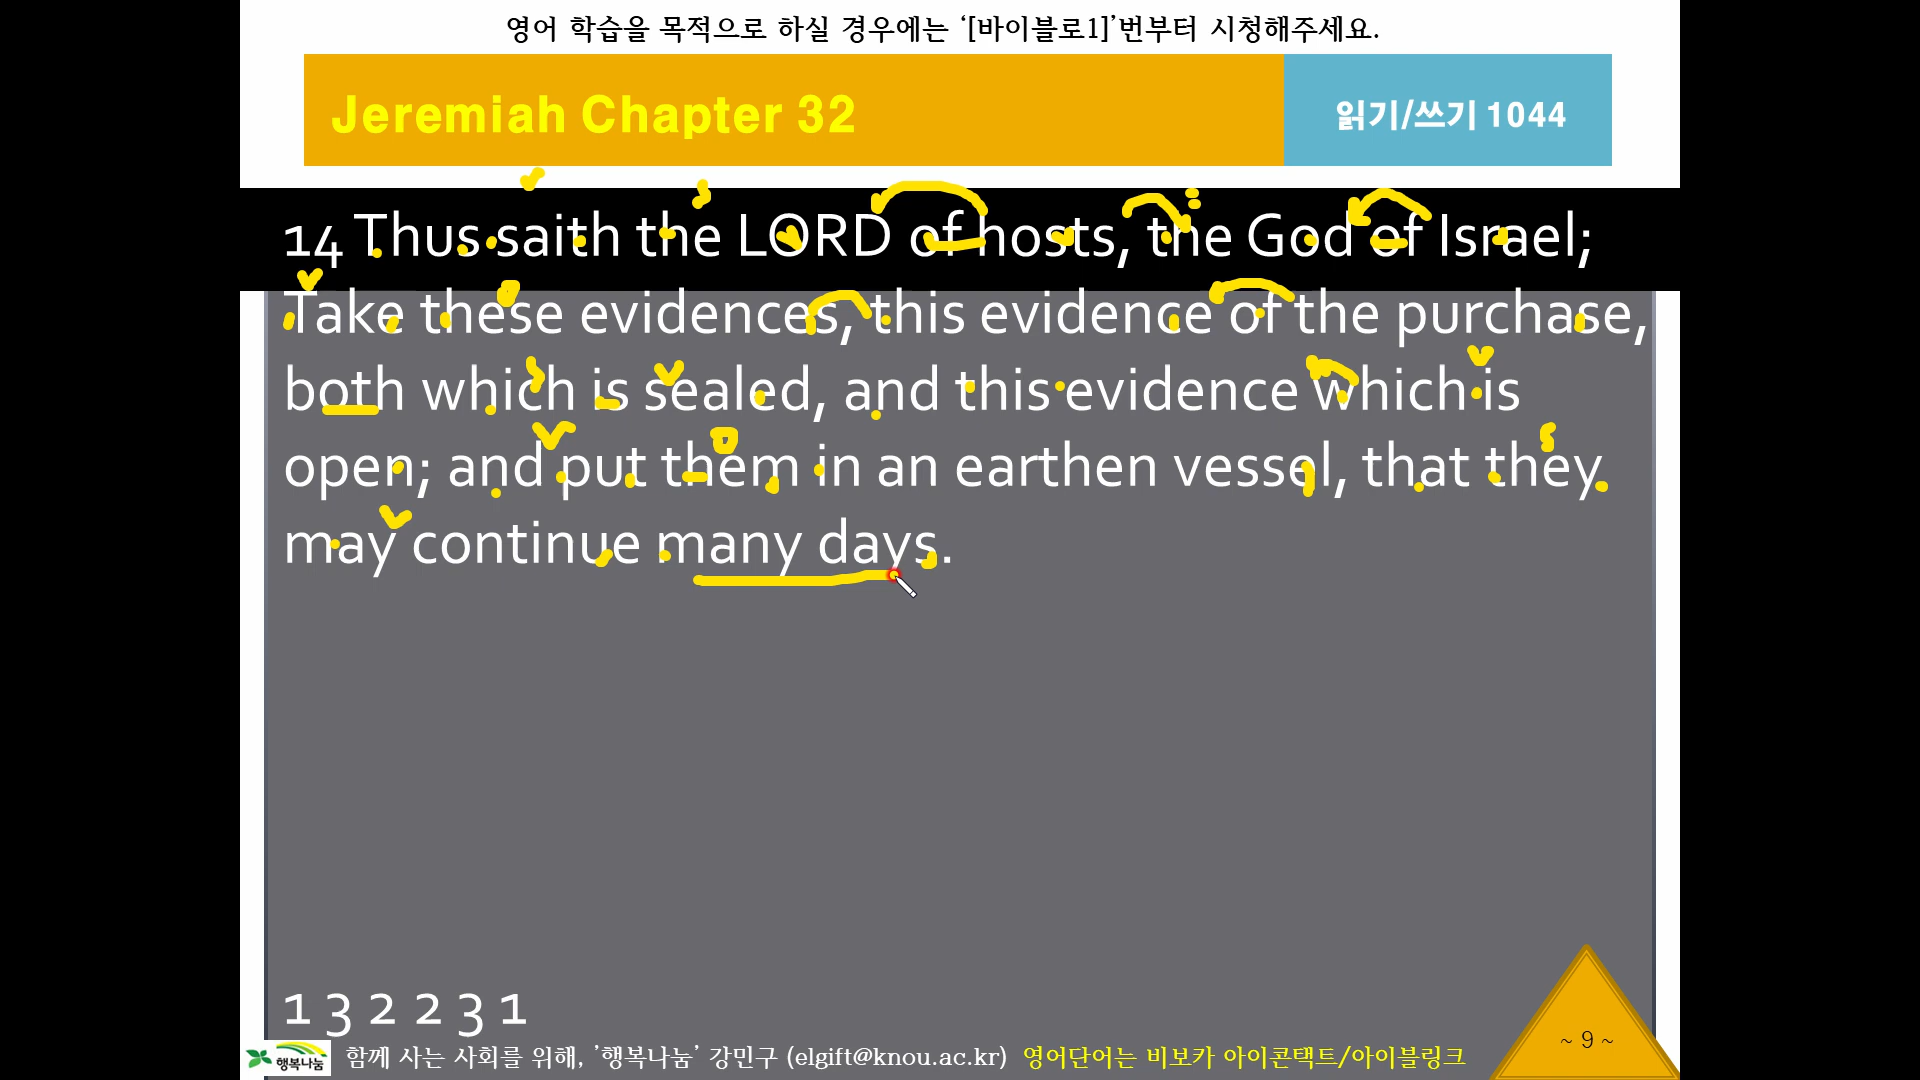 영어 학습을 목적으로 하실 경우에는 ‘[바이블로1]’번부터 시청해주세요.
Jeremiah Chapter 32
읽기/쓰기 1044
14 Thus saith the LORD of hosts, the God of Israel;
Take these evidences, this evidence of the purchase,
both which is sealed, and this evidence which is
open; and put them in an earthen vessel, that they
may continue many days.
1 3 2 2 3 1
~ 9 ~
행복나눔
함께 사는 사회를 위해, ’행복나눔’ 강민구 (elgift@knou.ac.kr) 영어단어는 비보카 아이콘택트/아이블링크